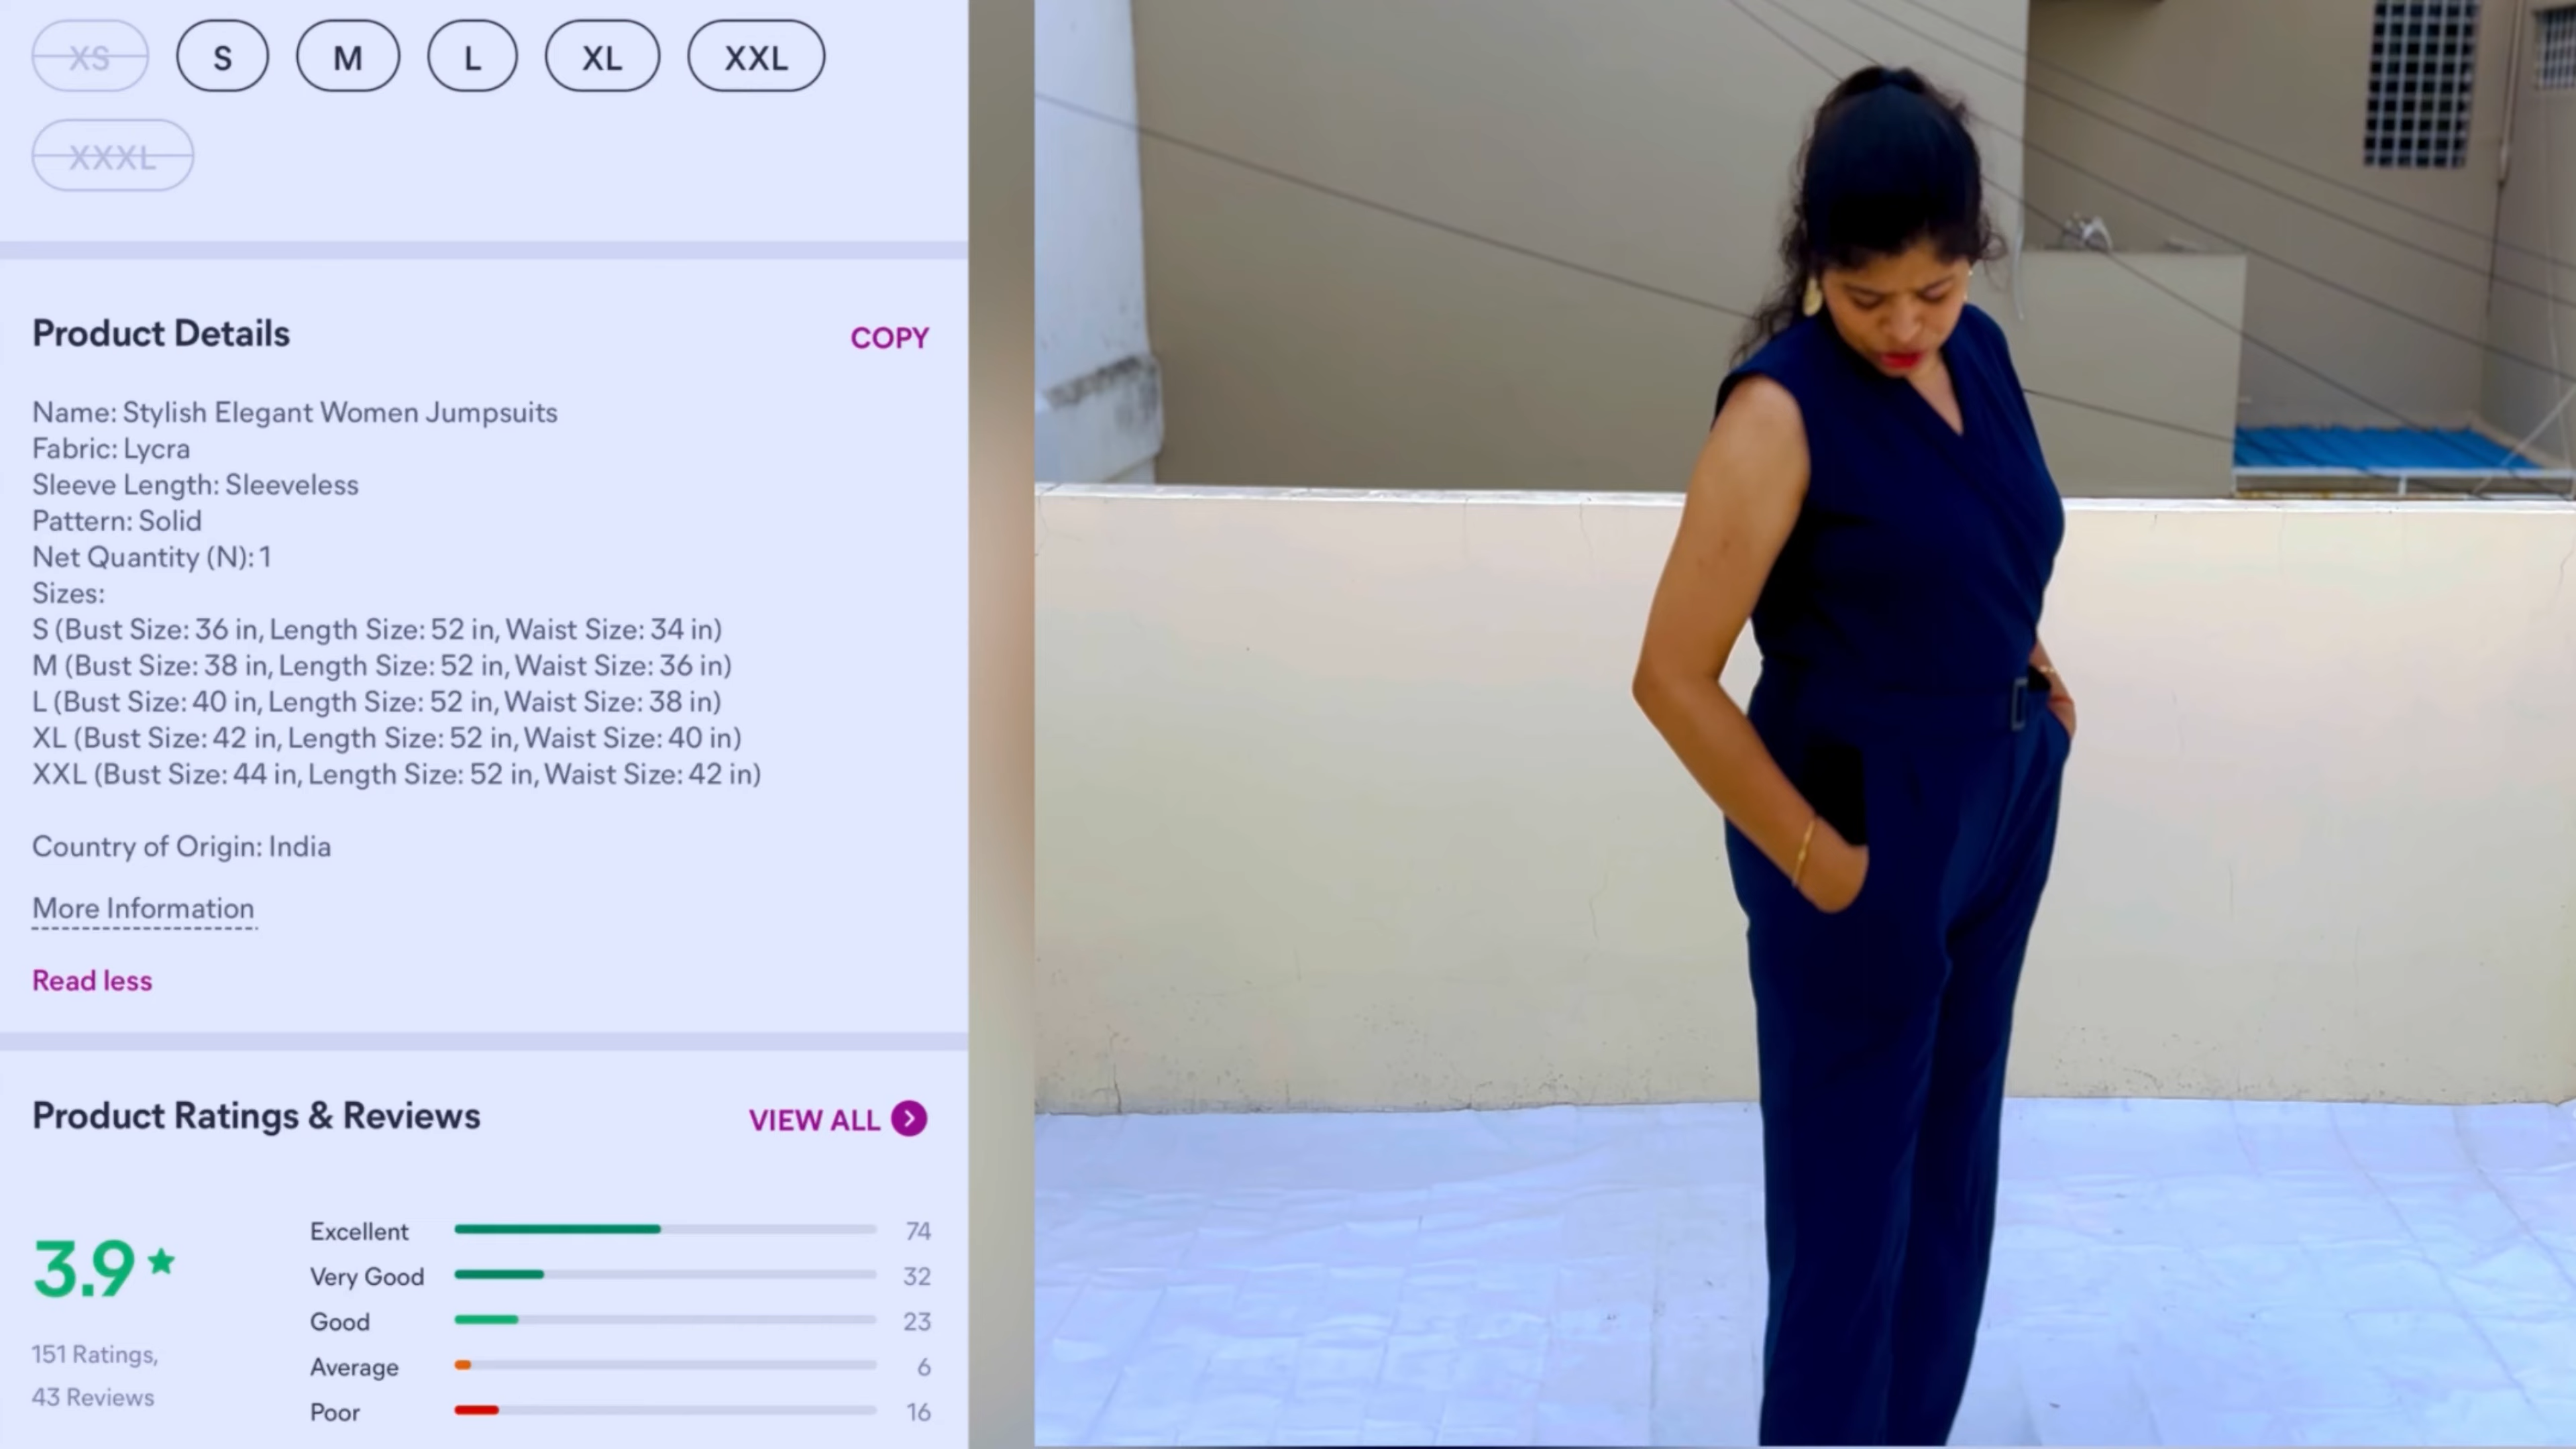 XS S M L XL XXL
XXXL
Product Details COPY
Name: Stylish Elegant Women Jumpsuits
Fabric: Lycra
Sleeve Length: Sleeveless
Pattern: Solid
Net Quantity (N): 1
Sizes:
S (Bust Size: 36 in, Length Size: 52 in, Waist Size: 34 in)
M (Bust Size: 38 in, Length Size: 52 in, Waist Size: 36 in)
L (Bust Size: 40 in, Length Size: 52 in, Waist Size: 38 in)
XL (Bust Size: 42 in, Length Size: 52 in, Waist Size: 40 in)
XXL (Bust Size: 44 in, Length Size: 52 in, Waist Size: 42 in)
Country of Origin: India
More Information
Read less
Product Ratings & Reviews VIEW ALL
3.9
151 Ratings,
43 Reviews
Excellent 74
Very Good 32
Good 23
Average 6
Poor 16